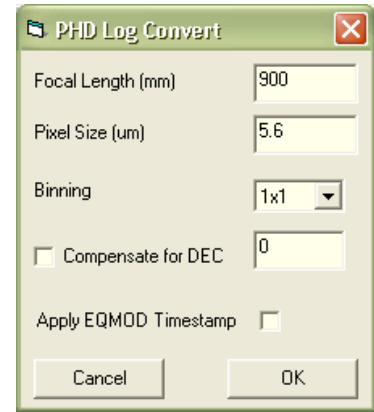 PHD Log Convert
Focal Length (mm) 900
Pixel Size (um) 5.6
Binning 1x1
Compensate for DEC 0
Apply EQMOD Timestamp
Cancel OK